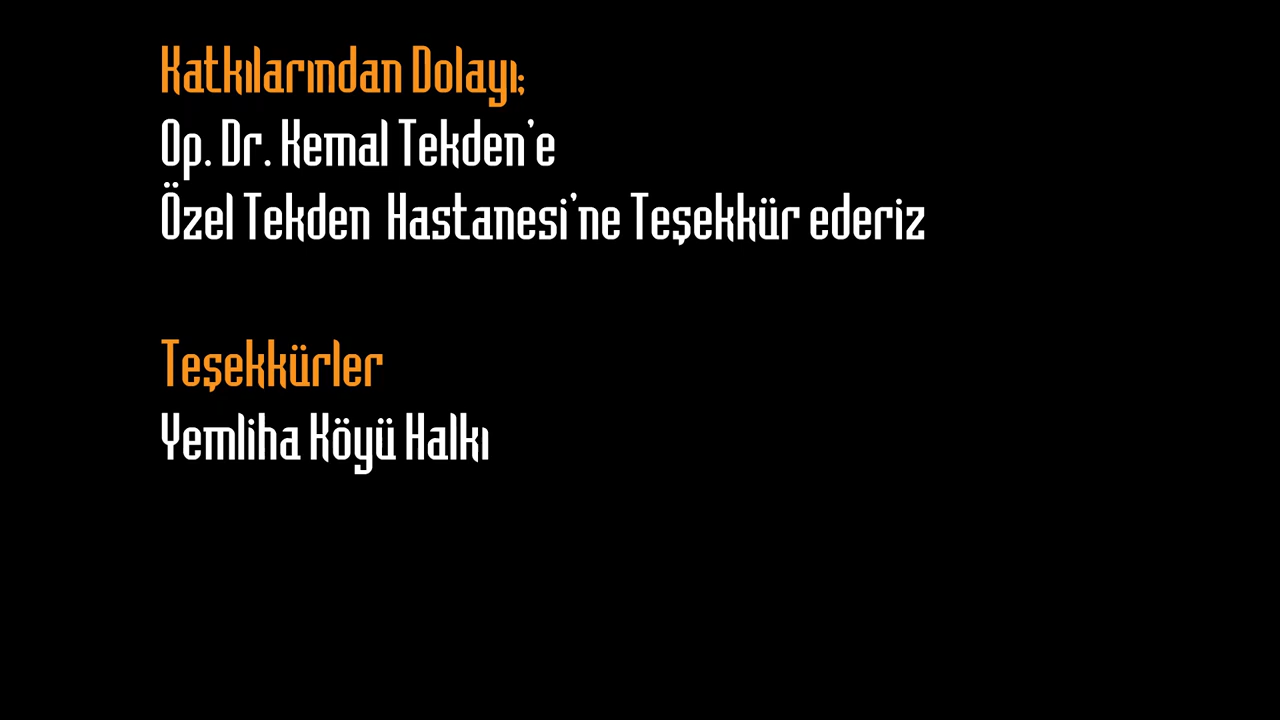 Katkılarından Dolayı;
Op. Dr. Kemal Tekden'e
Özel Tekden Hastanesi'ne Teşekkür ederiz
Teşekkürler
Yemliha Köyü Halkı